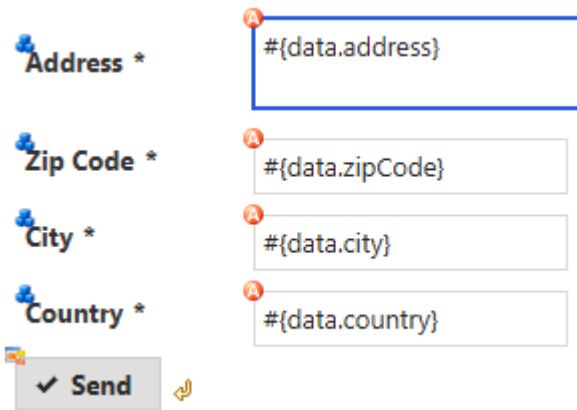 Address * #{data.address}
Zip Code * #{data.zipCode}
City * #{data.city}
Country * #{data.country}
Send